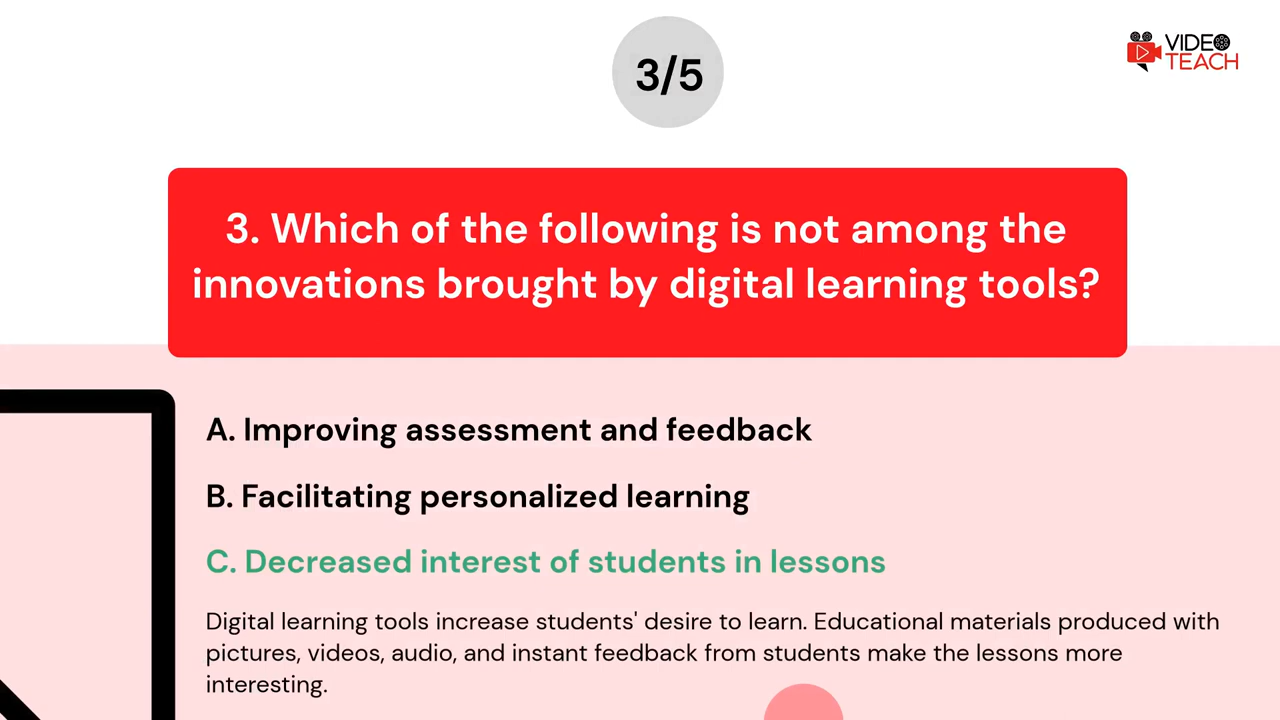 3/5
VIDEO
TEACH
3. Which of the following is not among the
innovations brought by digital learning tools?
A. Improving assessment and feedback
B. Facilitating personalized learning
C. Decreased interest of students in lessons
Digital learning tools increase students' desire to learn. Educational materials produced with
pictures, videos, audio, and instant feedback from students make the lessons more
interesting.